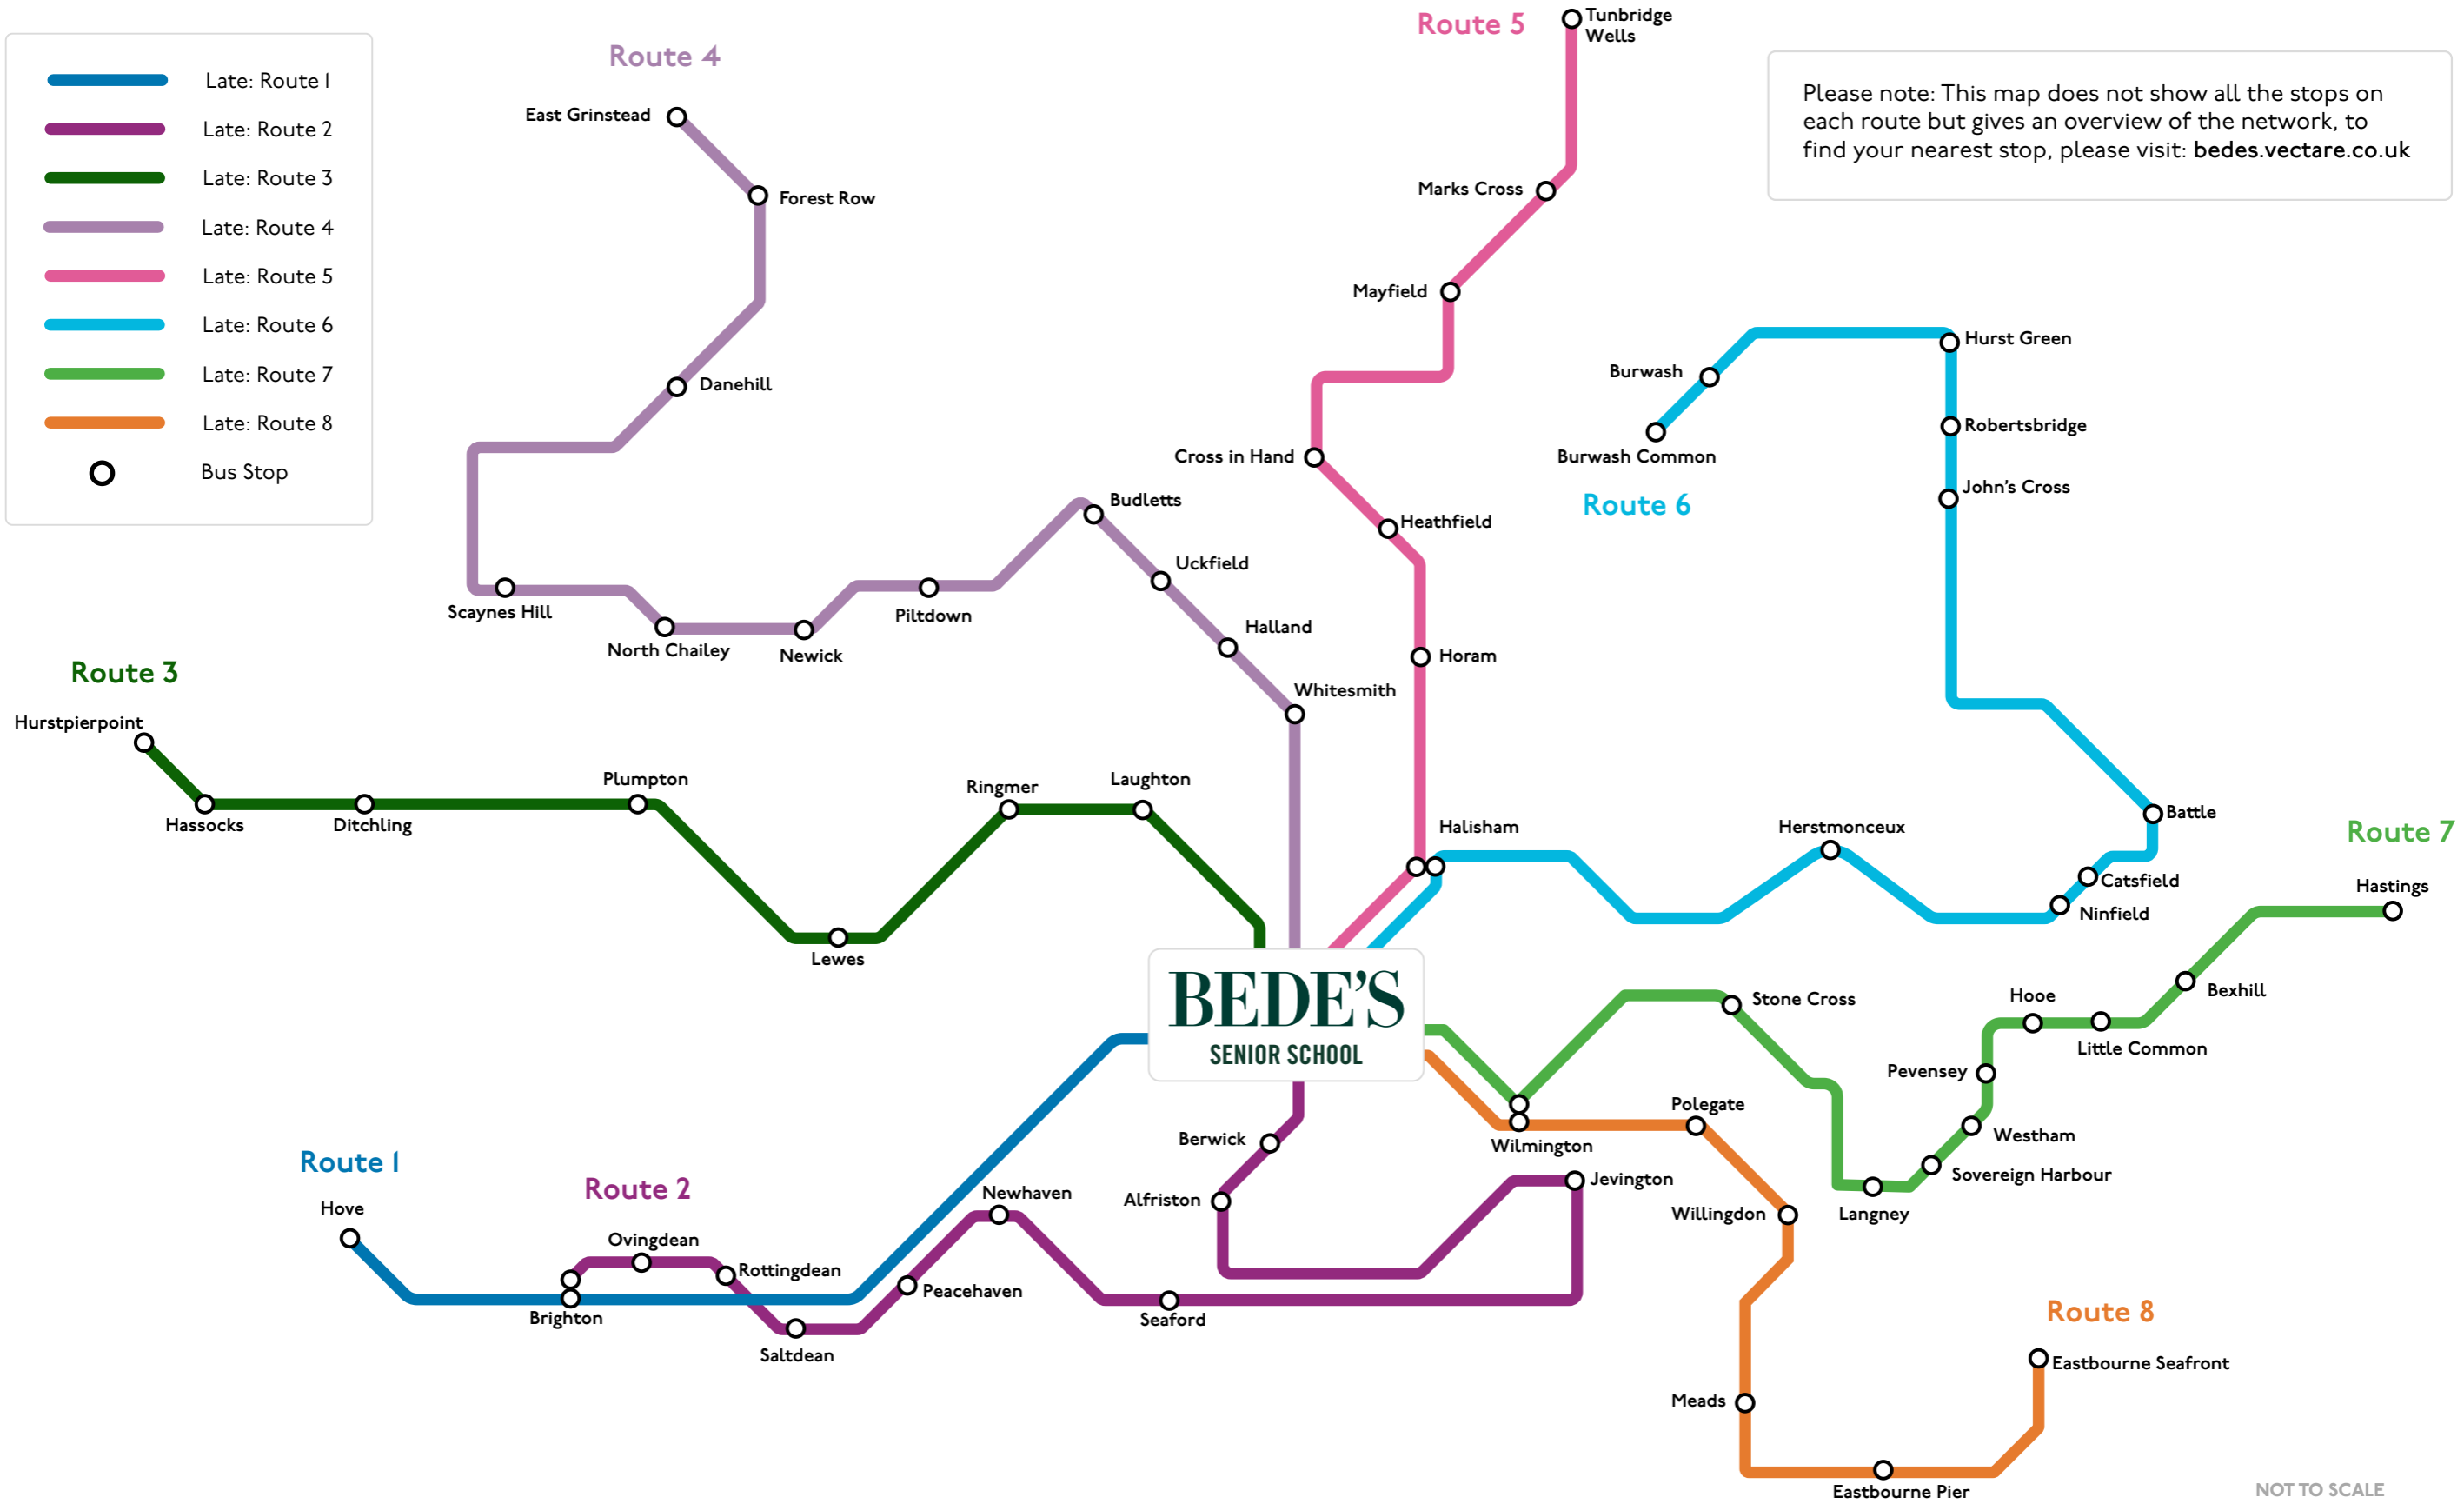 Late: Route 1
Late: Route 2
Late: Route 3
Late: Route 4
Late: Route 5
Late: Route 6
Late: Route 7
Late: Route 8
Bus Stop
Please note: This map does not show all the stops on
each route but gives an overview of the network, to
find your nearest stop, please visit: bedes.vectare.co.uk
Route 4
East Grinstead
Forest Row
Danehill
Scaynes Hill
North Chailey
Newick
Piltdown
Budletts
Uckfield
Halland
Whitesmith
Route 5
Tunbridge
Wells
Marks Cross
Mayfield
Cross in Hand
Heathfield
Horam
Halisham
Route 6
Burwash
Burwash Common
Hurst Green
Robertsbridge
John's Cross
Battle
Catsfield
Ninfield
Herstmonceux
Route 3
Hurstpierpoint
Hassocks
Ditchling
Plumpton
Lewes
Ringmer
Laughton
BEDE'S
SENIOR SCHOOL
Route 7
Hastings
Bexhill
Little Common
Hooe
Pevensey
Westham
Sovereign Harbour
Langney
Stone Cross
Wilmington
Route 1
Hove
Brighton
Route 2
Ovingdean
Rottingdean
Saltdean
Peacehaven
Newhaven
Seaford
Jevington
Alfriston
Berwick
Polegate
Willingdon
Meads
Eastbourne Pier
Route 8
Eastbourne Seafront
NOT TO SCALE